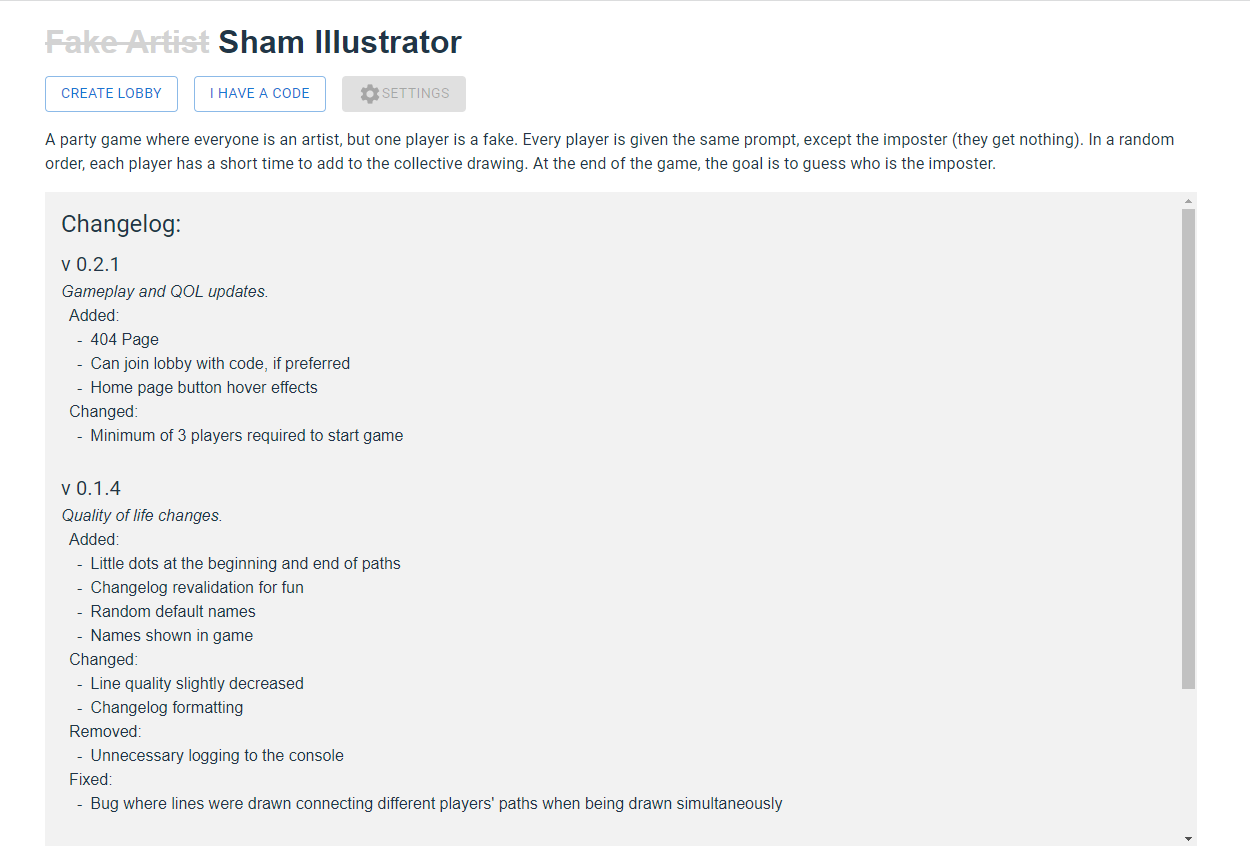 Fake Artist Sham Illustrator
CREATE LOBBY I HAVE A CODE SETTINGS
A party game where everyone is an artist, but one player is a fake. Every player is given the same prompt, except the imposter (they get nothing). In a random
order, each player has a short time to add to the collective drawing. At the end of the game, the goal is to guess who is the imposter.
Changelog:
v 0.2.1
Gameplay and QOL updates.
Added:
- 404 Page
- Can join lobby with code, if preferred
- Home page button hover effects
Changed:
- Minimum of 3 players required to start game
v 0.1.4
Quality of life changes.
Added:
- Little dots at the beginning and end of paths
- Changelog revalidation for fun
- Random default names
- Names shown in game
Changed:
- Line quality slightly decreased
- Changelog formatting
Removed:
- Unnecessary logging to the console
Fixed:
- Bug where lines were drawn connecting different players' paths when being drawn simultaneously